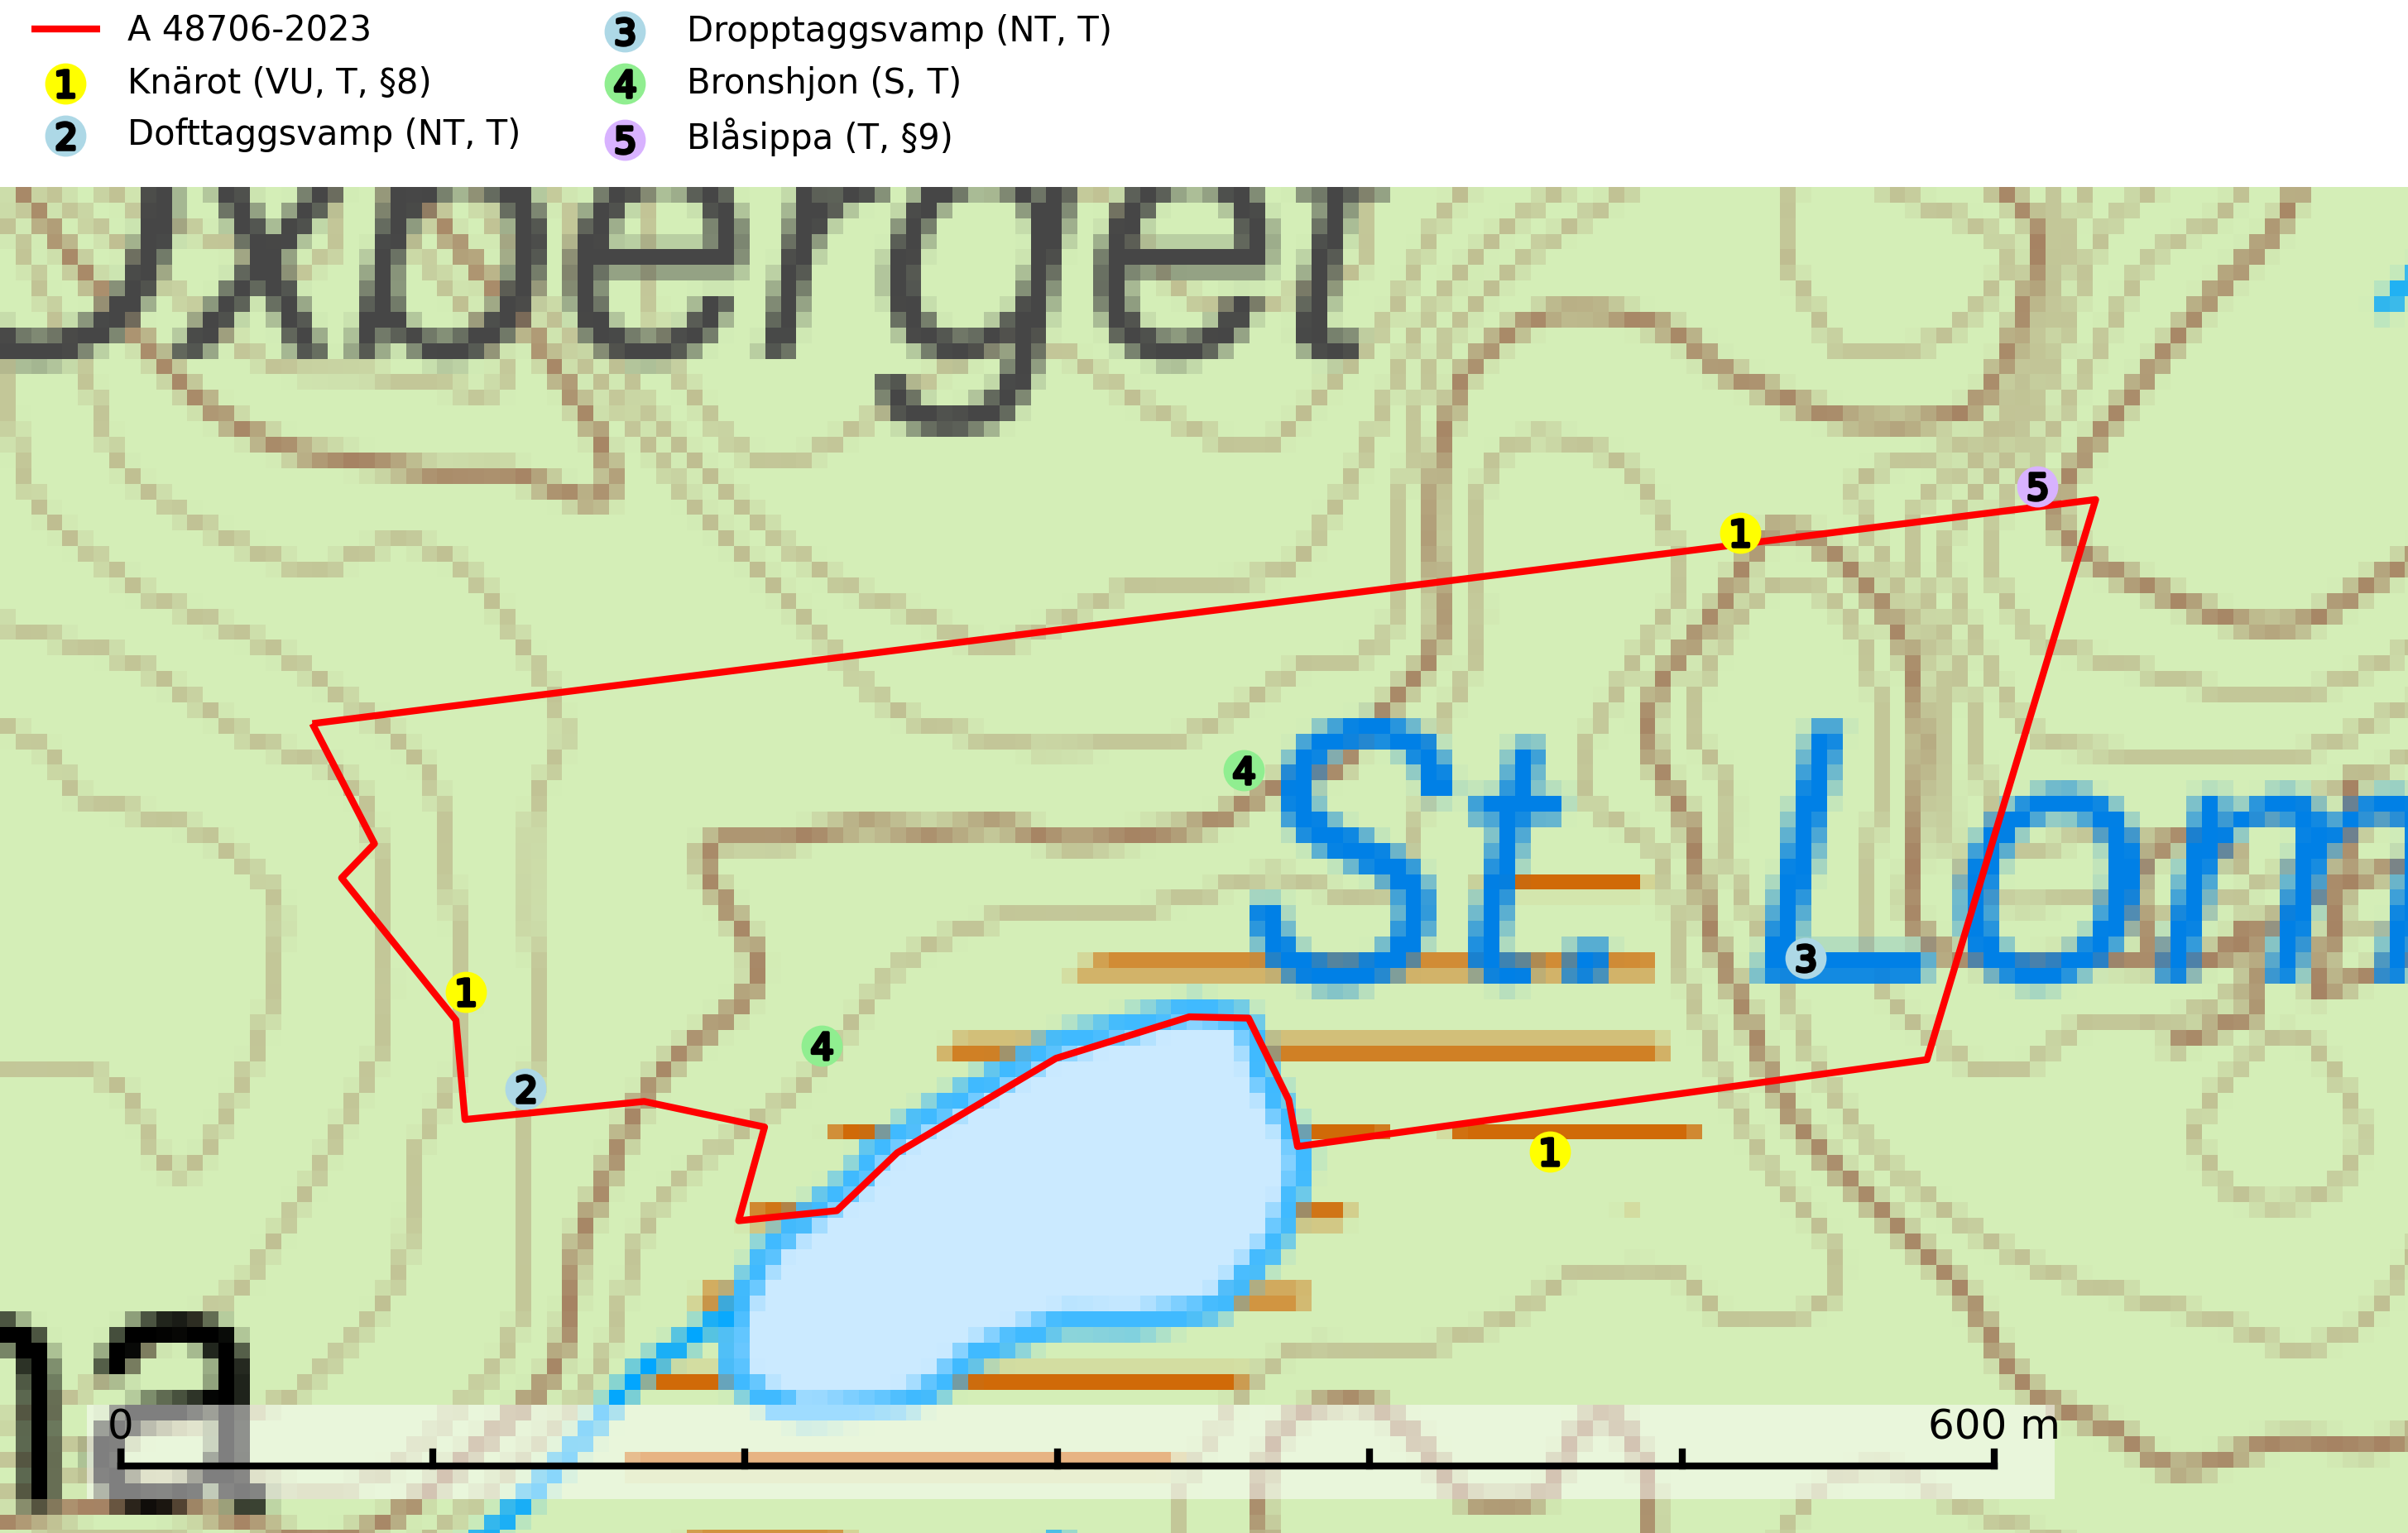 A 48706-2023
1 Knärot (VU, T, §8)
2 Dofttaggsvamp (NT, T)
3 Dropptaggsvamp (NT, T)
4 Bronshjon (S, T)
5 Blåsippa (T, §9)
5
1
4
St.
3
1
4
2
1
0
600 m